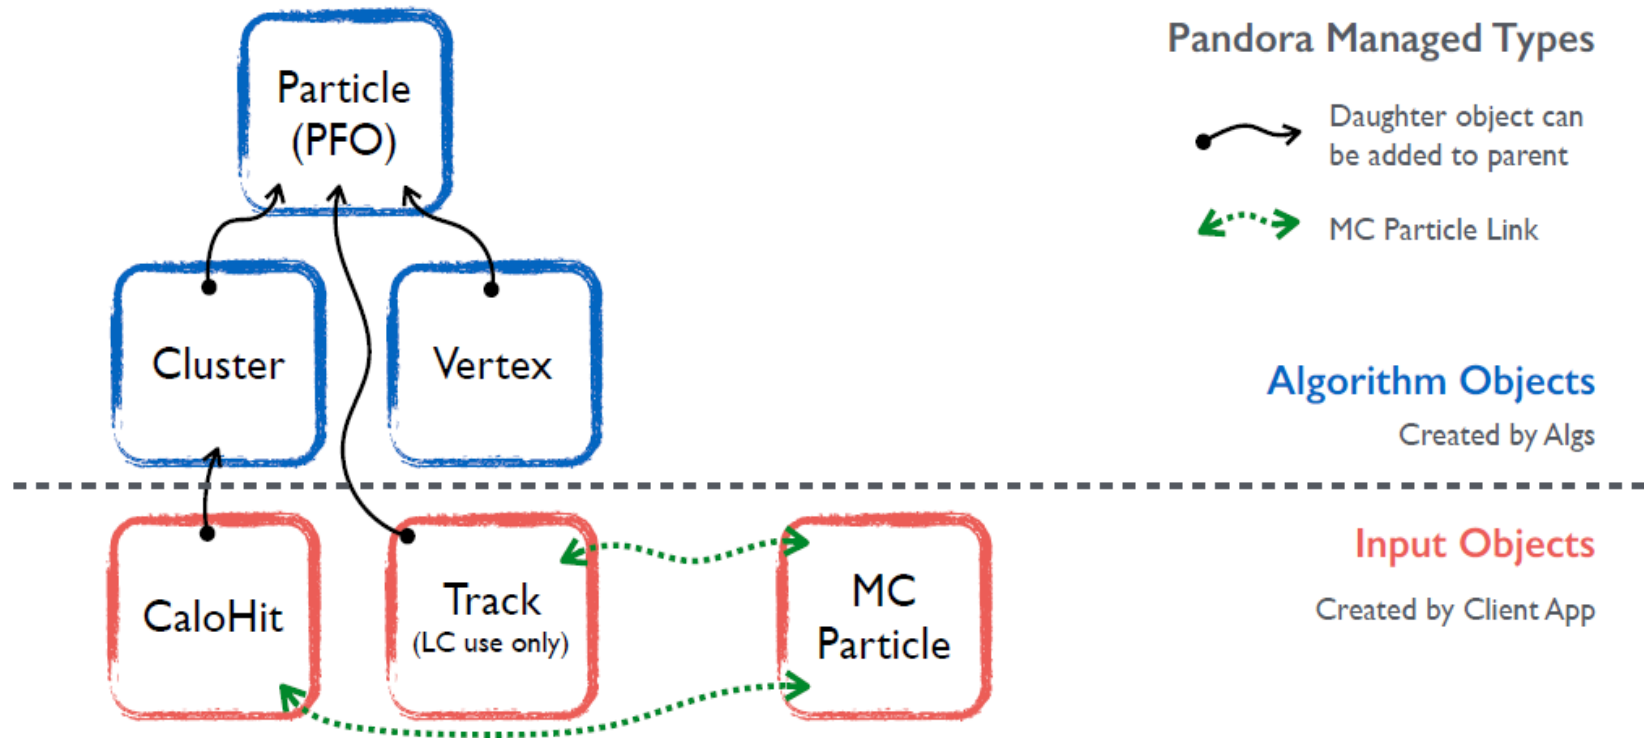 Pandora Managed Types
Particle
(PFO)
Daughter object can
be added to parent
MC Particle Link
Cluster
Vertex
Algorithm Objects
Created by Algs
Input Objects
Created by Client App
CaloHit
Track
(LC use only)
MC
Particle